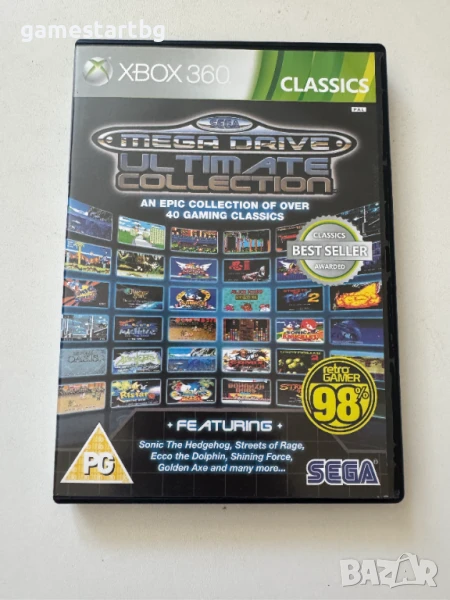 gamestartbg
XBOX 360
CLASSICS
PAL
SEGA
MEGA DRIVE
ULTIMATE
COLLECTION
AN EPIC COLLECTION OF OVER
40 GAMING CLASSICS
CLASSICS
BEST SELLER
AWARDED
retro
GAMER
98%
• FEATURING •
Sonic The Hedgehog, Streets of Rage,
Ecco the Dolphin, Shining Force,
Golden Axe and many more...
PG
SEGA
BAZAR